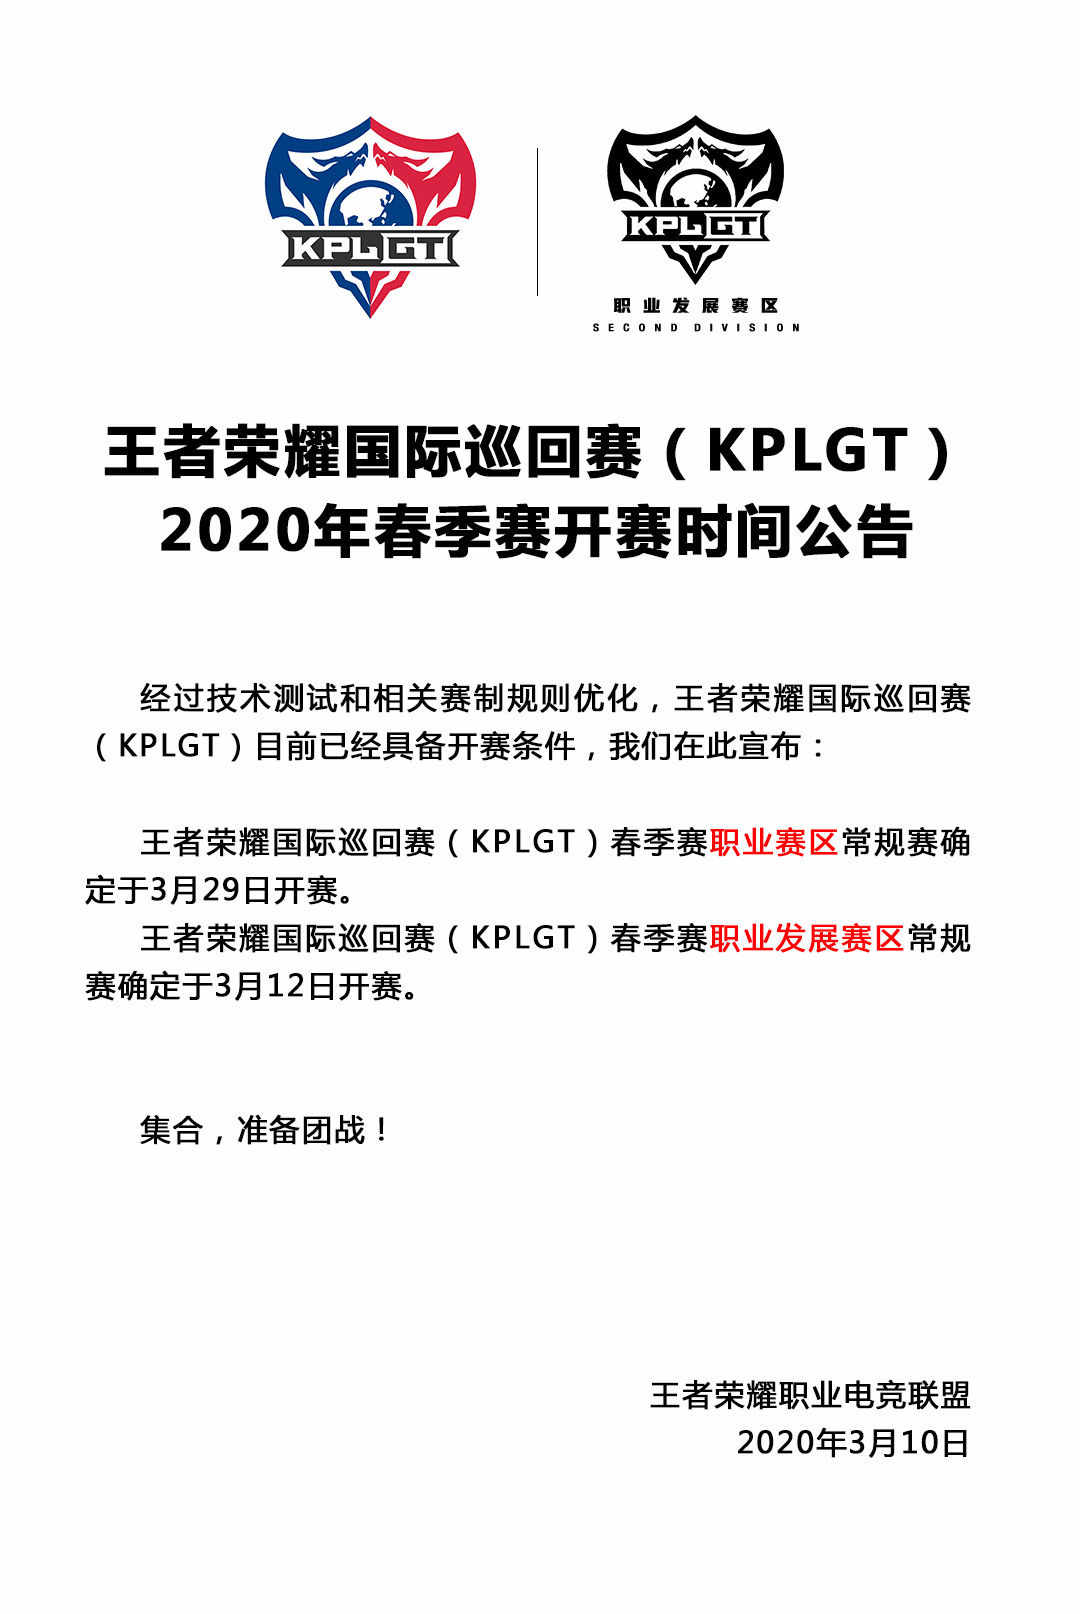 KPLGT
KPLGT
职业发展赛区
SECOND DIVISION
王者荣耀国际巡回赛（KPLGT）
2020年春季赛开赛时间公告
经过技术测试和相关赛制规则优化，王者荣耀国际巡回赛
（KPLGT）目前已经具备开赛条件，我们在此宣布：
王者荣耀国际巡回赛（KPLGT）春季赛职业赛区常规赛确
定于3月29日开赛。
王者荣耀国际巡回赛（KPLGT）春季赛职业发展赛区常规
赛确定于3月12日开赛。
集合，准备团战！
王者荣耀职业电竞联盟
2020年3月10日